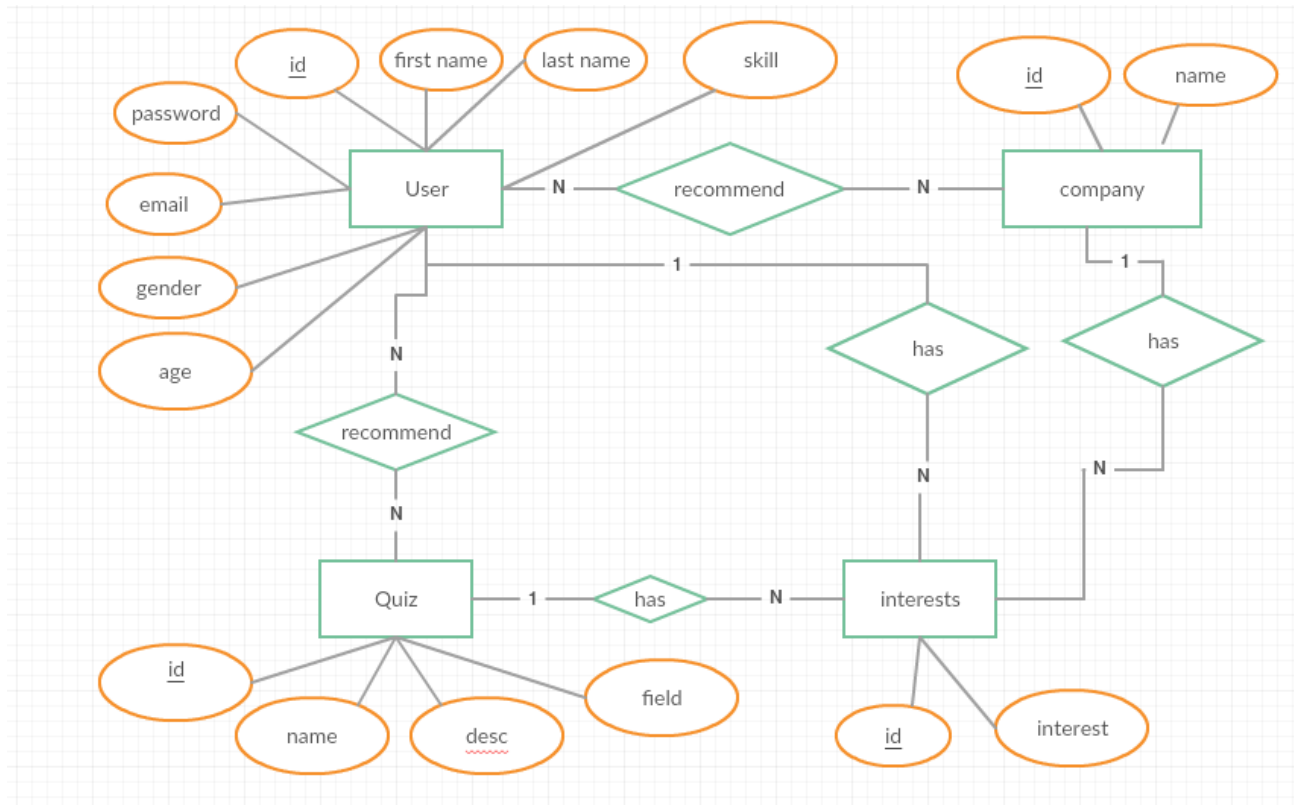 id
first name
last name
skill
id
name
password
User
N
recommend
N
company
email
1
1
gender
has
has
N
age
recommend
N
N
N
Quiz
1
has
N
interests
id
field
name
desc
id
interest